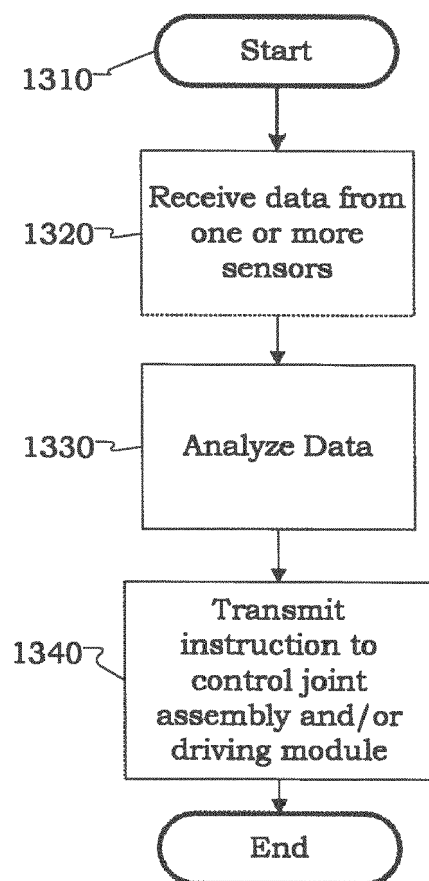 Start
1310
Receive data from
one or more
sensors
1320
Analyze Data
1330
Transmit
instruction to
control joint
assembly and/or
driving module
1340
End